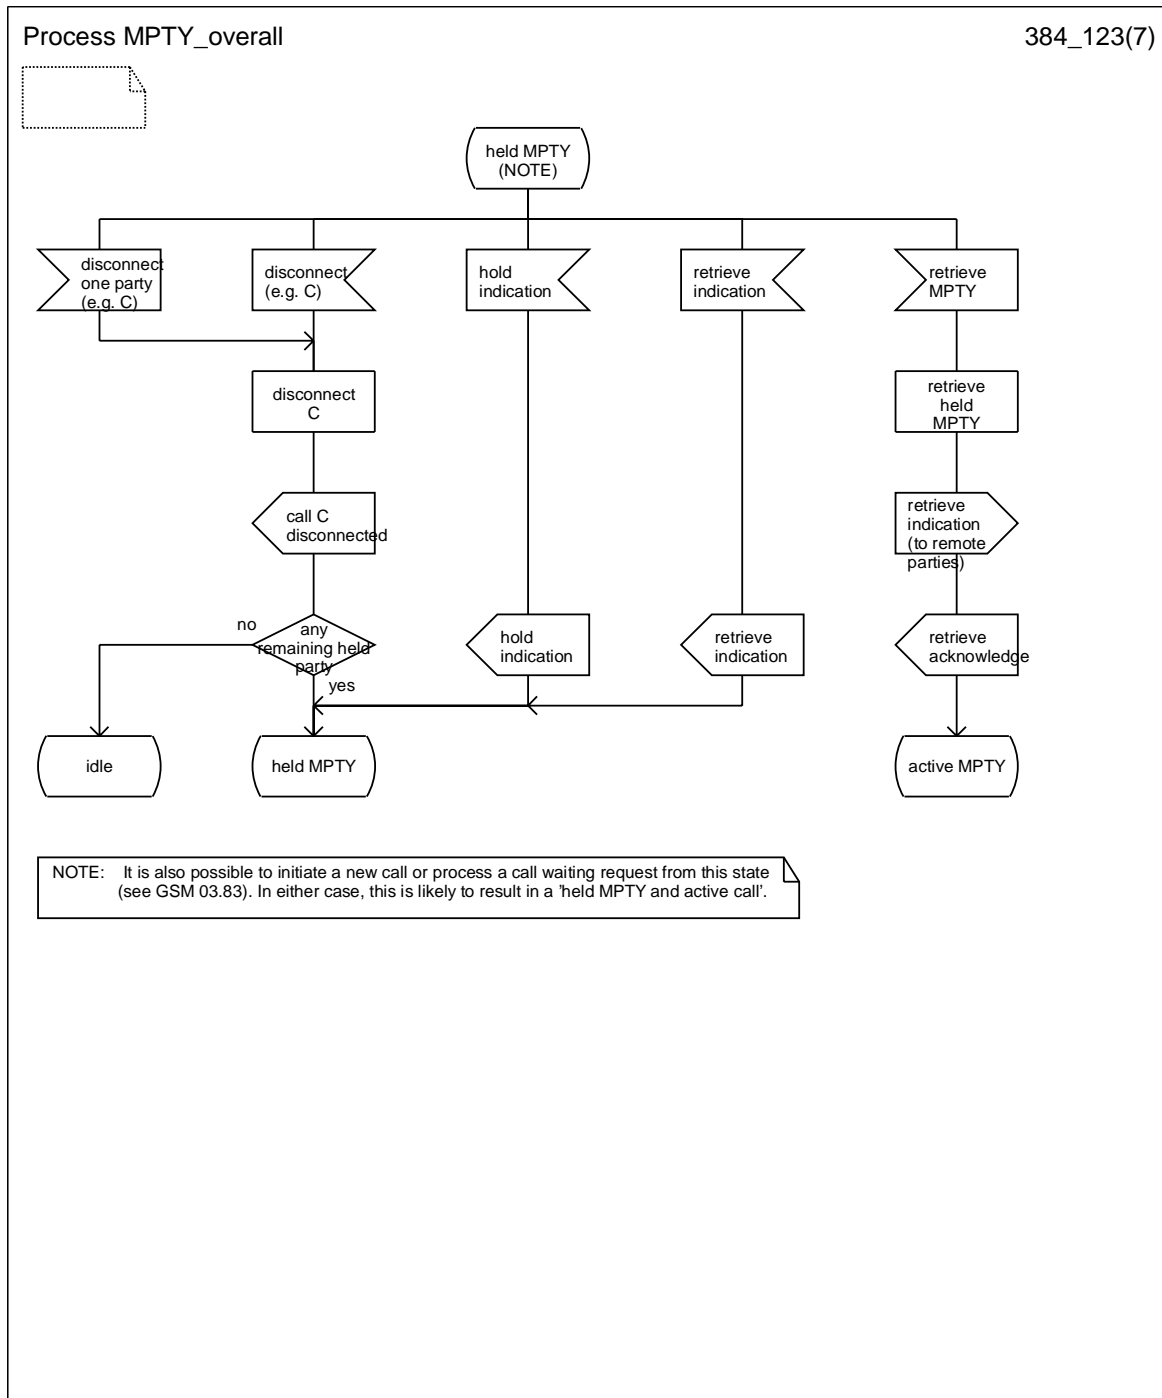 Process MPTY_overall
384_123(7)
held MPTY
(NOTE)
disconnect
one party
(e.g. C)
disconnect
(e.g. C)
hold
indication
retrieve
indication
retrieve
MPTY
disconnect
C
retrieve
held
MPTY
call C
disconnected
retrieve
indication
(to remote
parties)
no
any
remaining held
party
yes
hold
indication
retrieve
indication
retrieve
acknowledge
idle
held MPTY
active MPTY
NOTE: It is also possible to initiate a new call or process a call waiting request from this state
(see GSM 03.83). In either case, this is likely to result in a 'held MPTY and active call'.